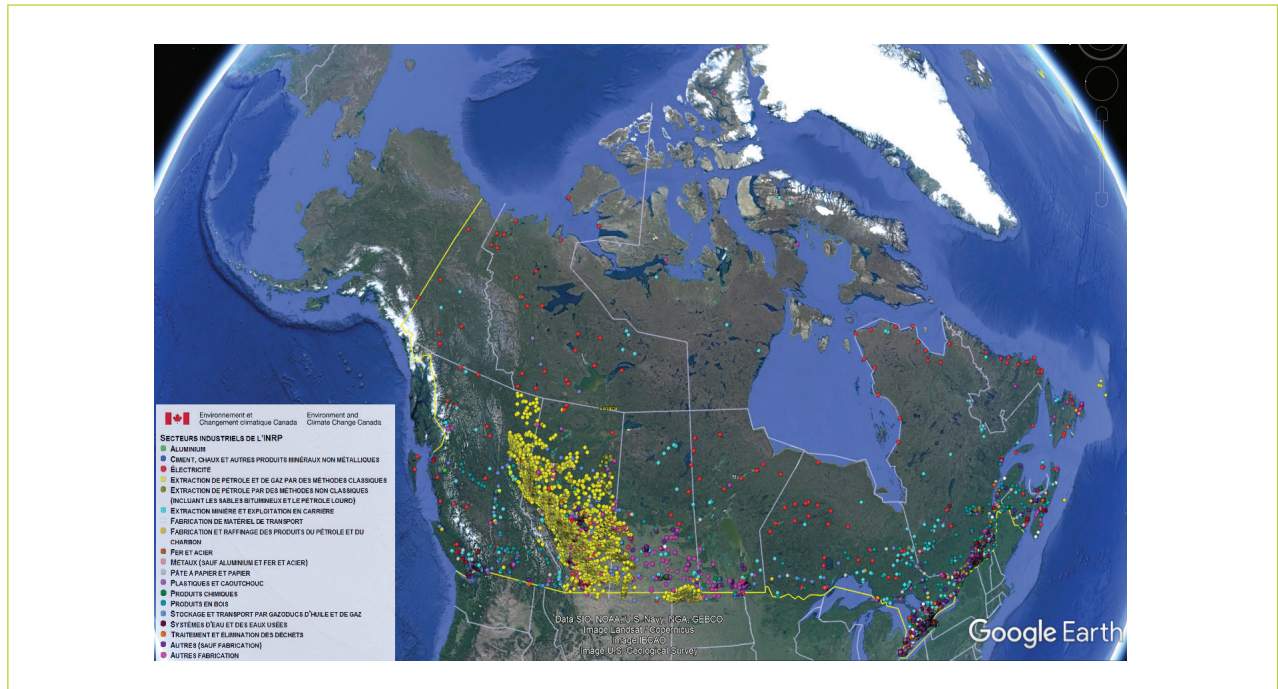 Environnement et
Changement climatique Canada
Environment and
Climate Change Canada
SECTEURS INDUSTRIELS DE L'INRP
ALUMINIUM
CIMENT, CHAUX ET AUTRES PRODUITS MINÉRAUX NON MÉTALLIQUES
ÉLECTRICITÉ
EXTRACTION DE PÉTROLE ET DE GAZ PAR DES MÉTHODES CLASSIQUES
EXTRACTION DE PÉTROLE PAR DES MÉTHODES NON CLASSIQUES
(INCLUANT LES SABLES BITUMINEUX ET LE PÉTROLE LOURD)
EXTRACTION MINIÈRE ET EXPLOITATION EN CARRIÈRE
FABRICATION DE MATÉRIEL DE TRANSPORT
FABRICATION ET RAFFINAGE DES PRODUITS DU PÉTROLE ET DU
CHARBON
FER ET ACIER
MÉTAUX (SAUF ALUMINIUM ET FER ET ACIER)
PÂTE À PAPIER ET PAPIER
PLASTIQUES ET CAOUTCHOUC
PRODUITS CHIMIQUES
PRODUITS EN BOIS
STOCKAGE ET TRANSPORT PAR GAZODUCS D'HUILE ET DE GAZ
SYSTÈMES D'EAU ET DES EAUX USÉES
TRAITEMENT ET ÉLIMINATION DES DÉCHETS
AUTRES (SAUF FABRICATION)
AUTRES FABRICATION
Data SIO, NOAA, U.S. Navy, NGA, GEBCO
Image Landsat / Copernicus
Image IBCAO
Image U.S. Geological Survey
Google Earth